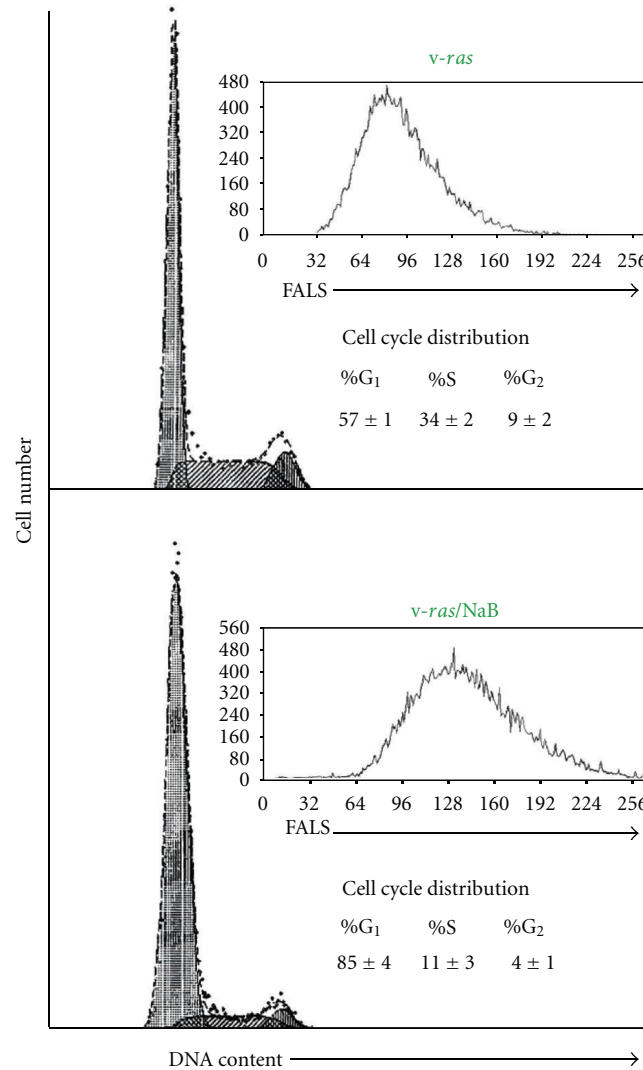 Cell number
v-ras
480
400
320
240
160
80
0
0 32 64 96 128 160 192 224 256
FALS
Cell cycle distribution
%G₁ %S %G₂
57 ± 1 34 ± 2 9 ± 2
v-ras/NaB
560
480
400
320
240
160
80
0
0 32 64 96 128 160 192 224 256
FALS
Cell cycle distribution
%G₁ %S %G₂
85 ± 4 11 ± 3 4 ± 1
DNA content